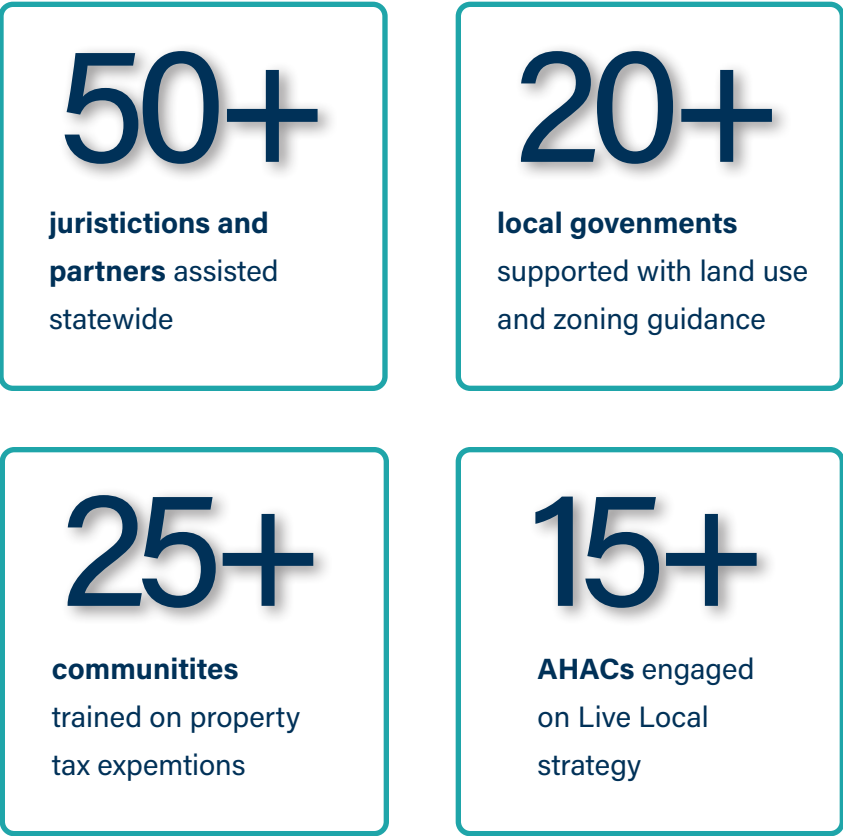 50+
juristictions and
partners assisted
statewide
20+
local govenments
supported with land use
and zoning guidance
25+
communitites
trained on property
tax expemtions
15+
AHACs engaged
on Live Local
strategy